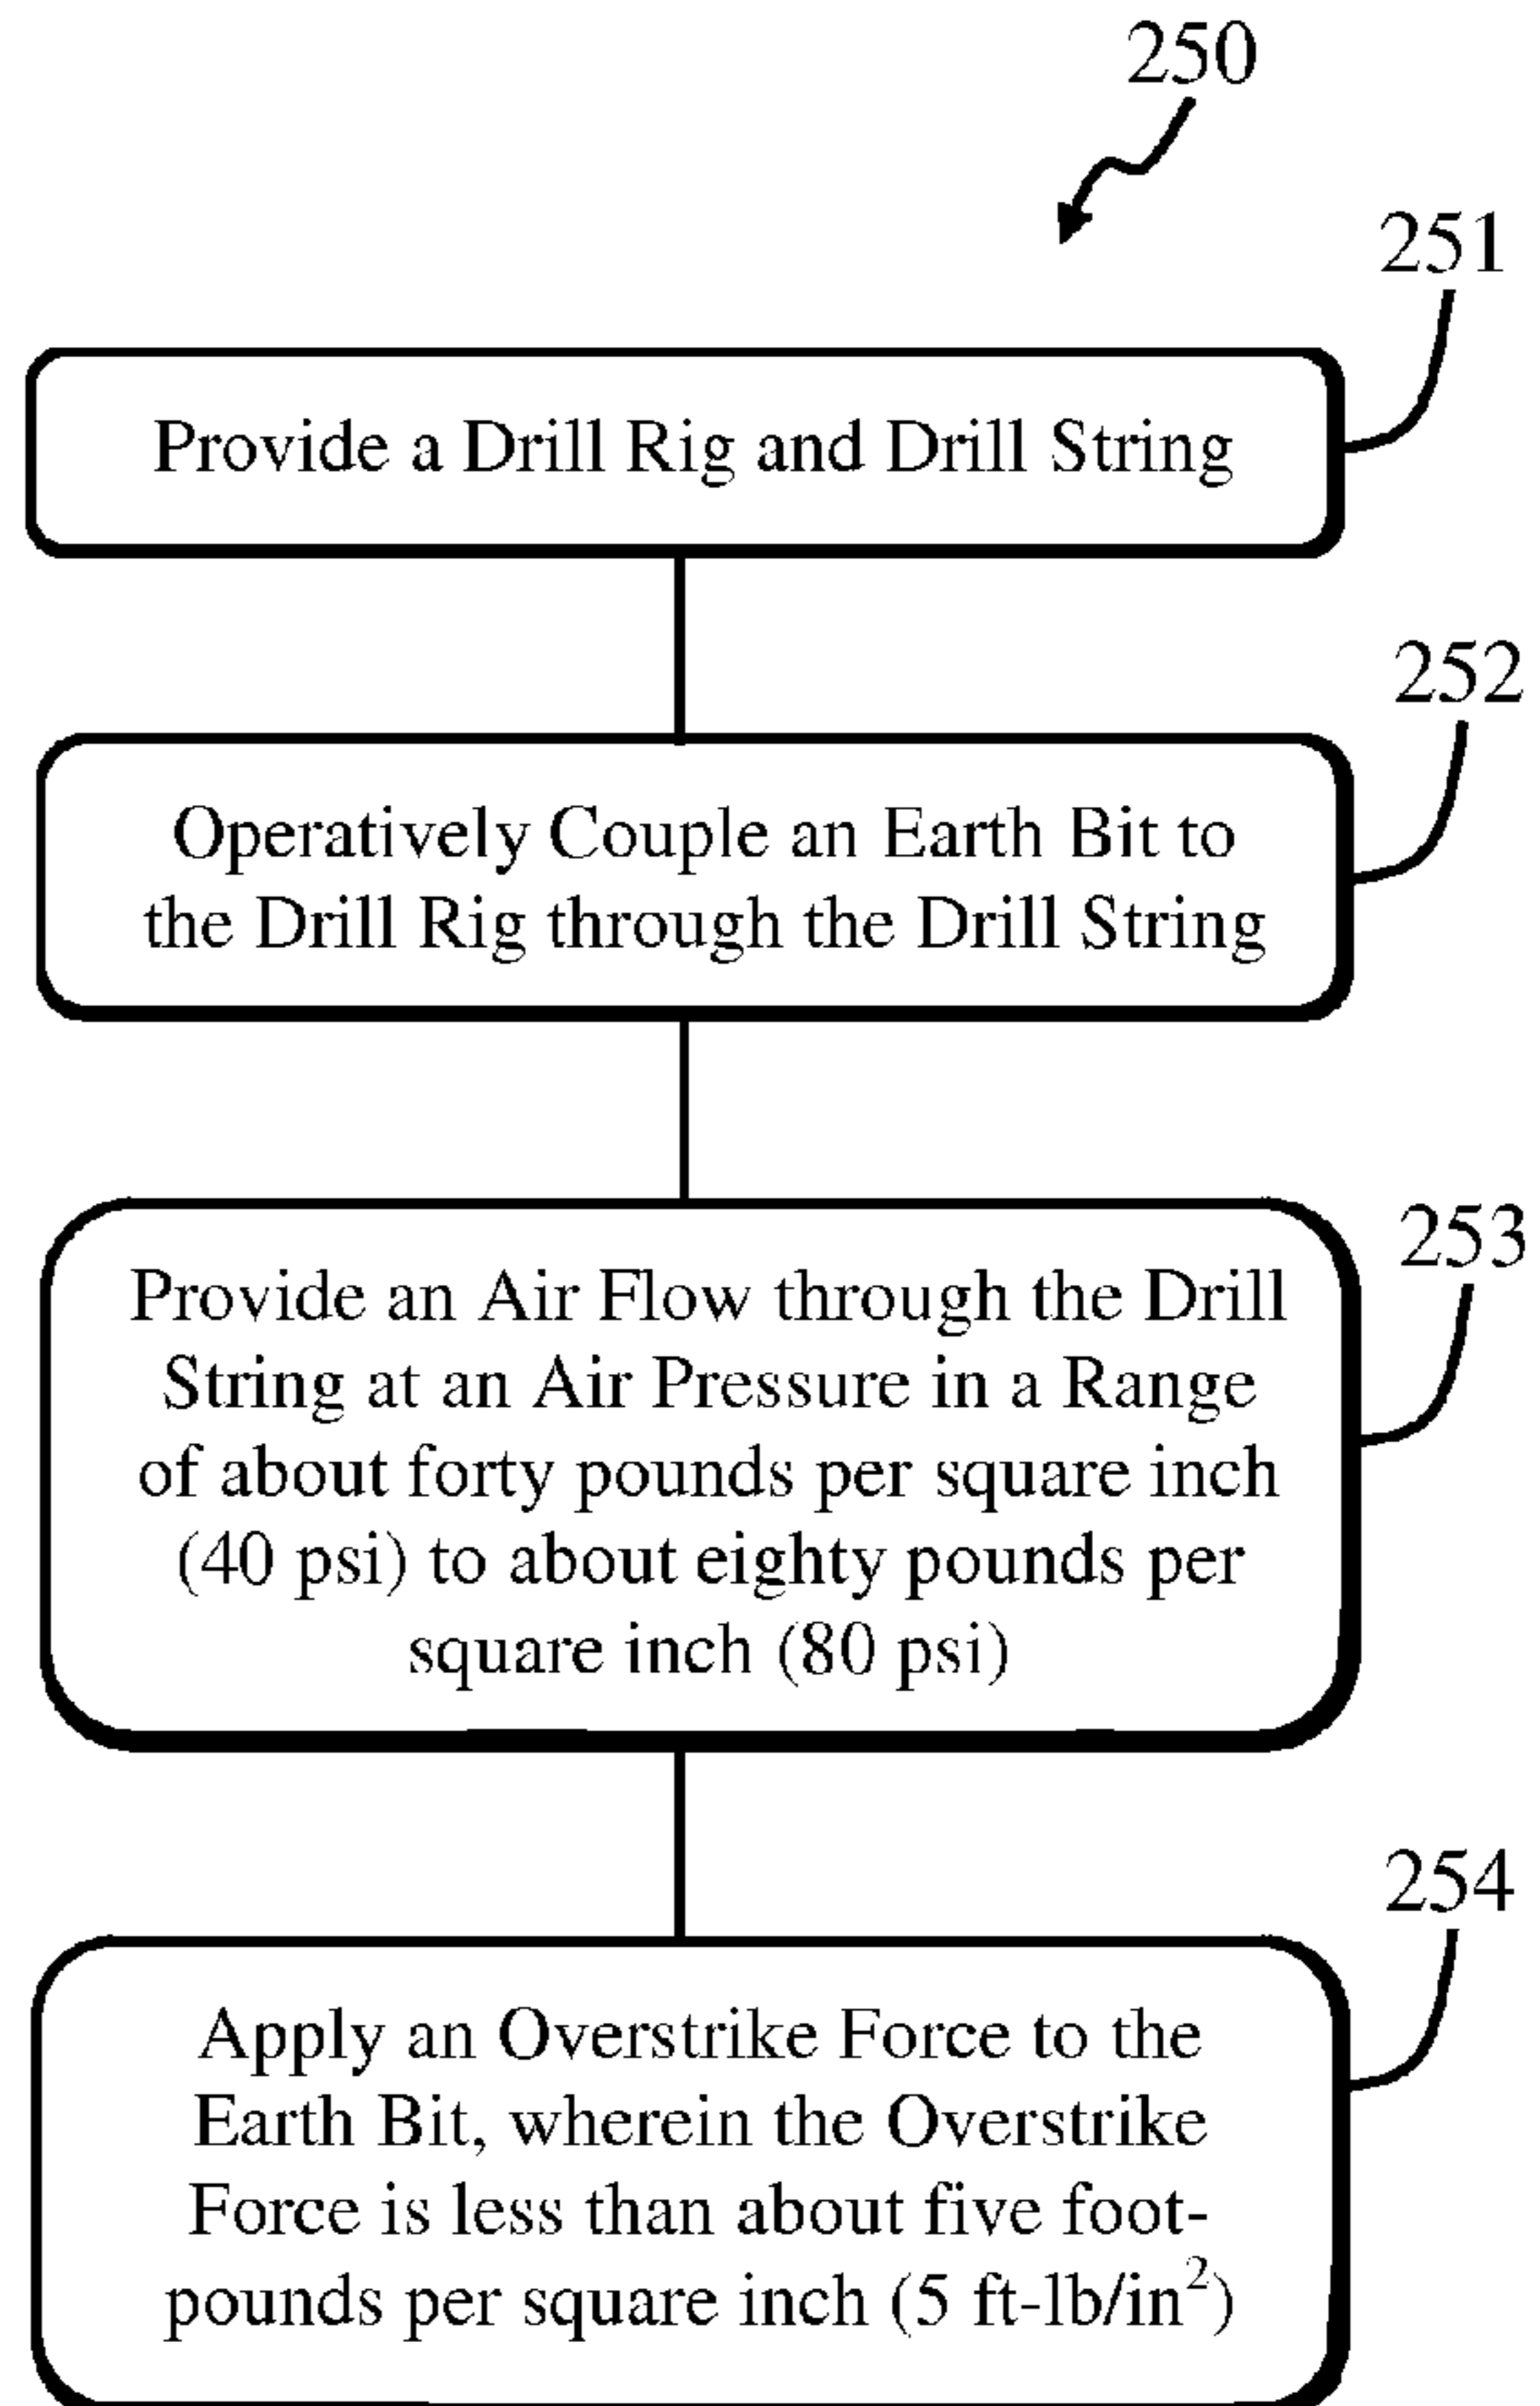 250
251
Provide a Drill Rig and Drill String
252
Operatively Couple an Earth Bit to
the Drill Rig through the Drill String
253
Provide an Air Flow through the Drill
String at an Air Pressure in a Range
of about forty pounds per square inch
(40 psi) to about eighty pounds per
square inch (80 psi)
254
Apply an Overstrike Force to the
Earth Bit, wherein the Overstrike
Force is less than about five foot-
pounds per square inch (5 ft-lb/in²)